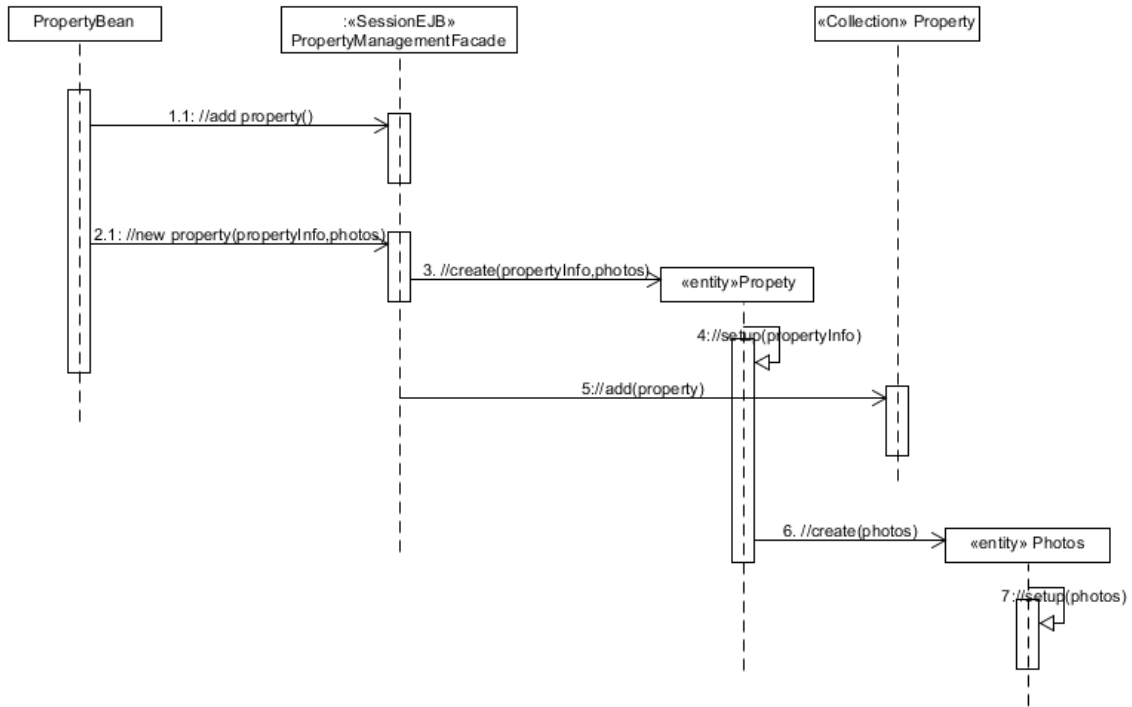 PropertyBean
:«SessionEJB»
PropertyManagementFacade
«Collection» Property
1.1: //add property()
2.1: //new property(propertyInfo,photos)
3. //create(propertyInfo,photos)
«entity»Propety
4://setup(propertyInfo)
5://add(property)
6. //create(photos)
«entity» Photos
7://setup(photos)